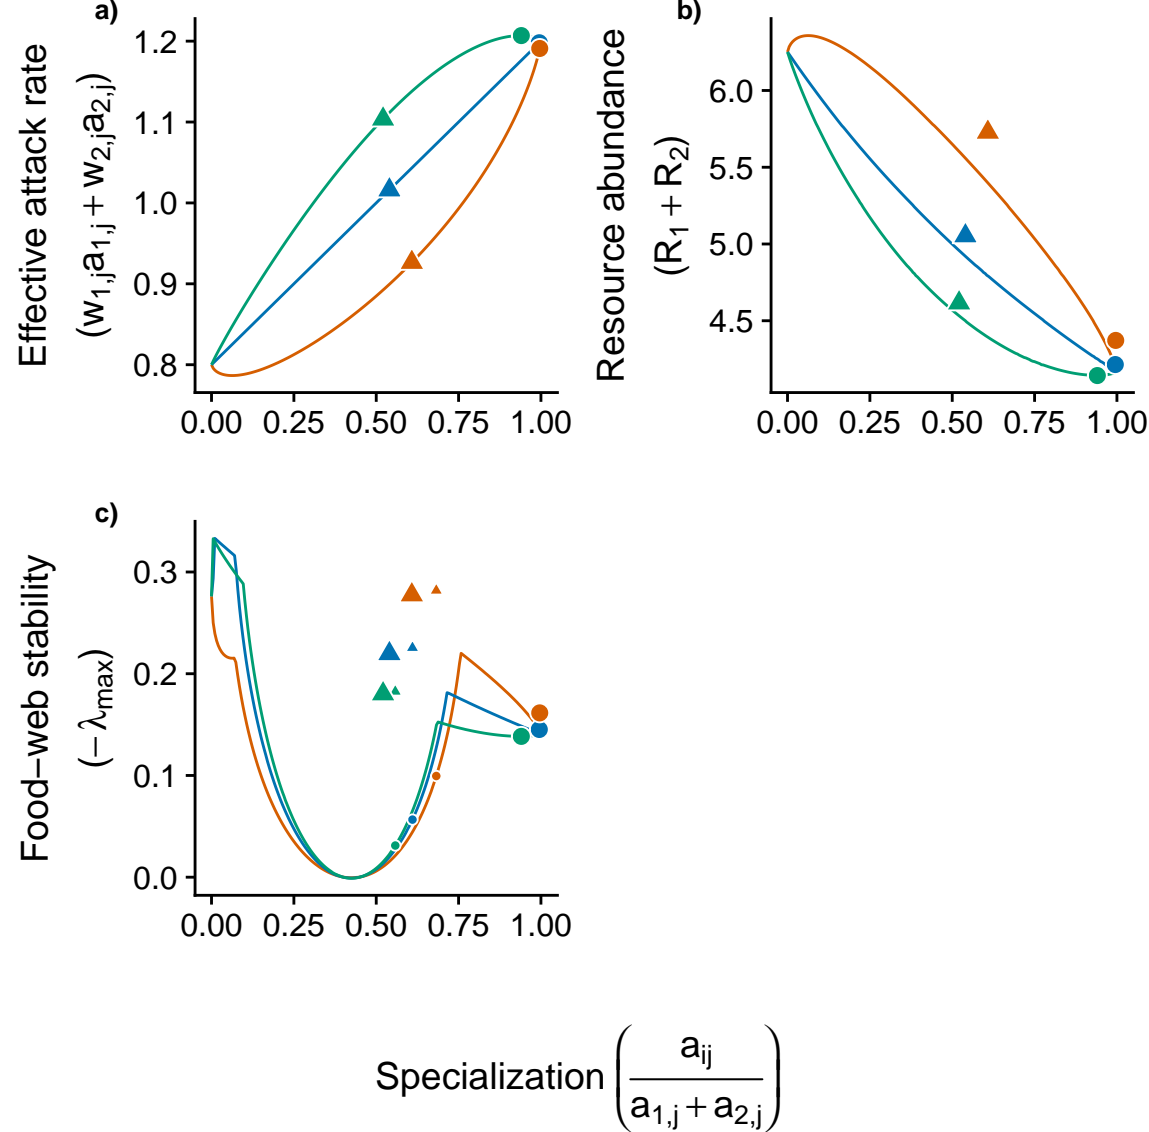 a)
Effective attack rate
(w1,ja1,j + w2,ja2,j)
1.2
1.1
1.0
0.9
0.8
0.00 0.25 0.50 0.75 1.00
b)
Resource abundance
(R1 + R2)
6.0
5.5
5.0
4.5
0.00 0.25 0.50 0.75 1.00
c)
Food–web stability
(− λmax)
0.3
0.2
0.1
0.0
0.00 0.25 0.50 0.75 1.00
Specialization (aij / a1,j + a2,j)